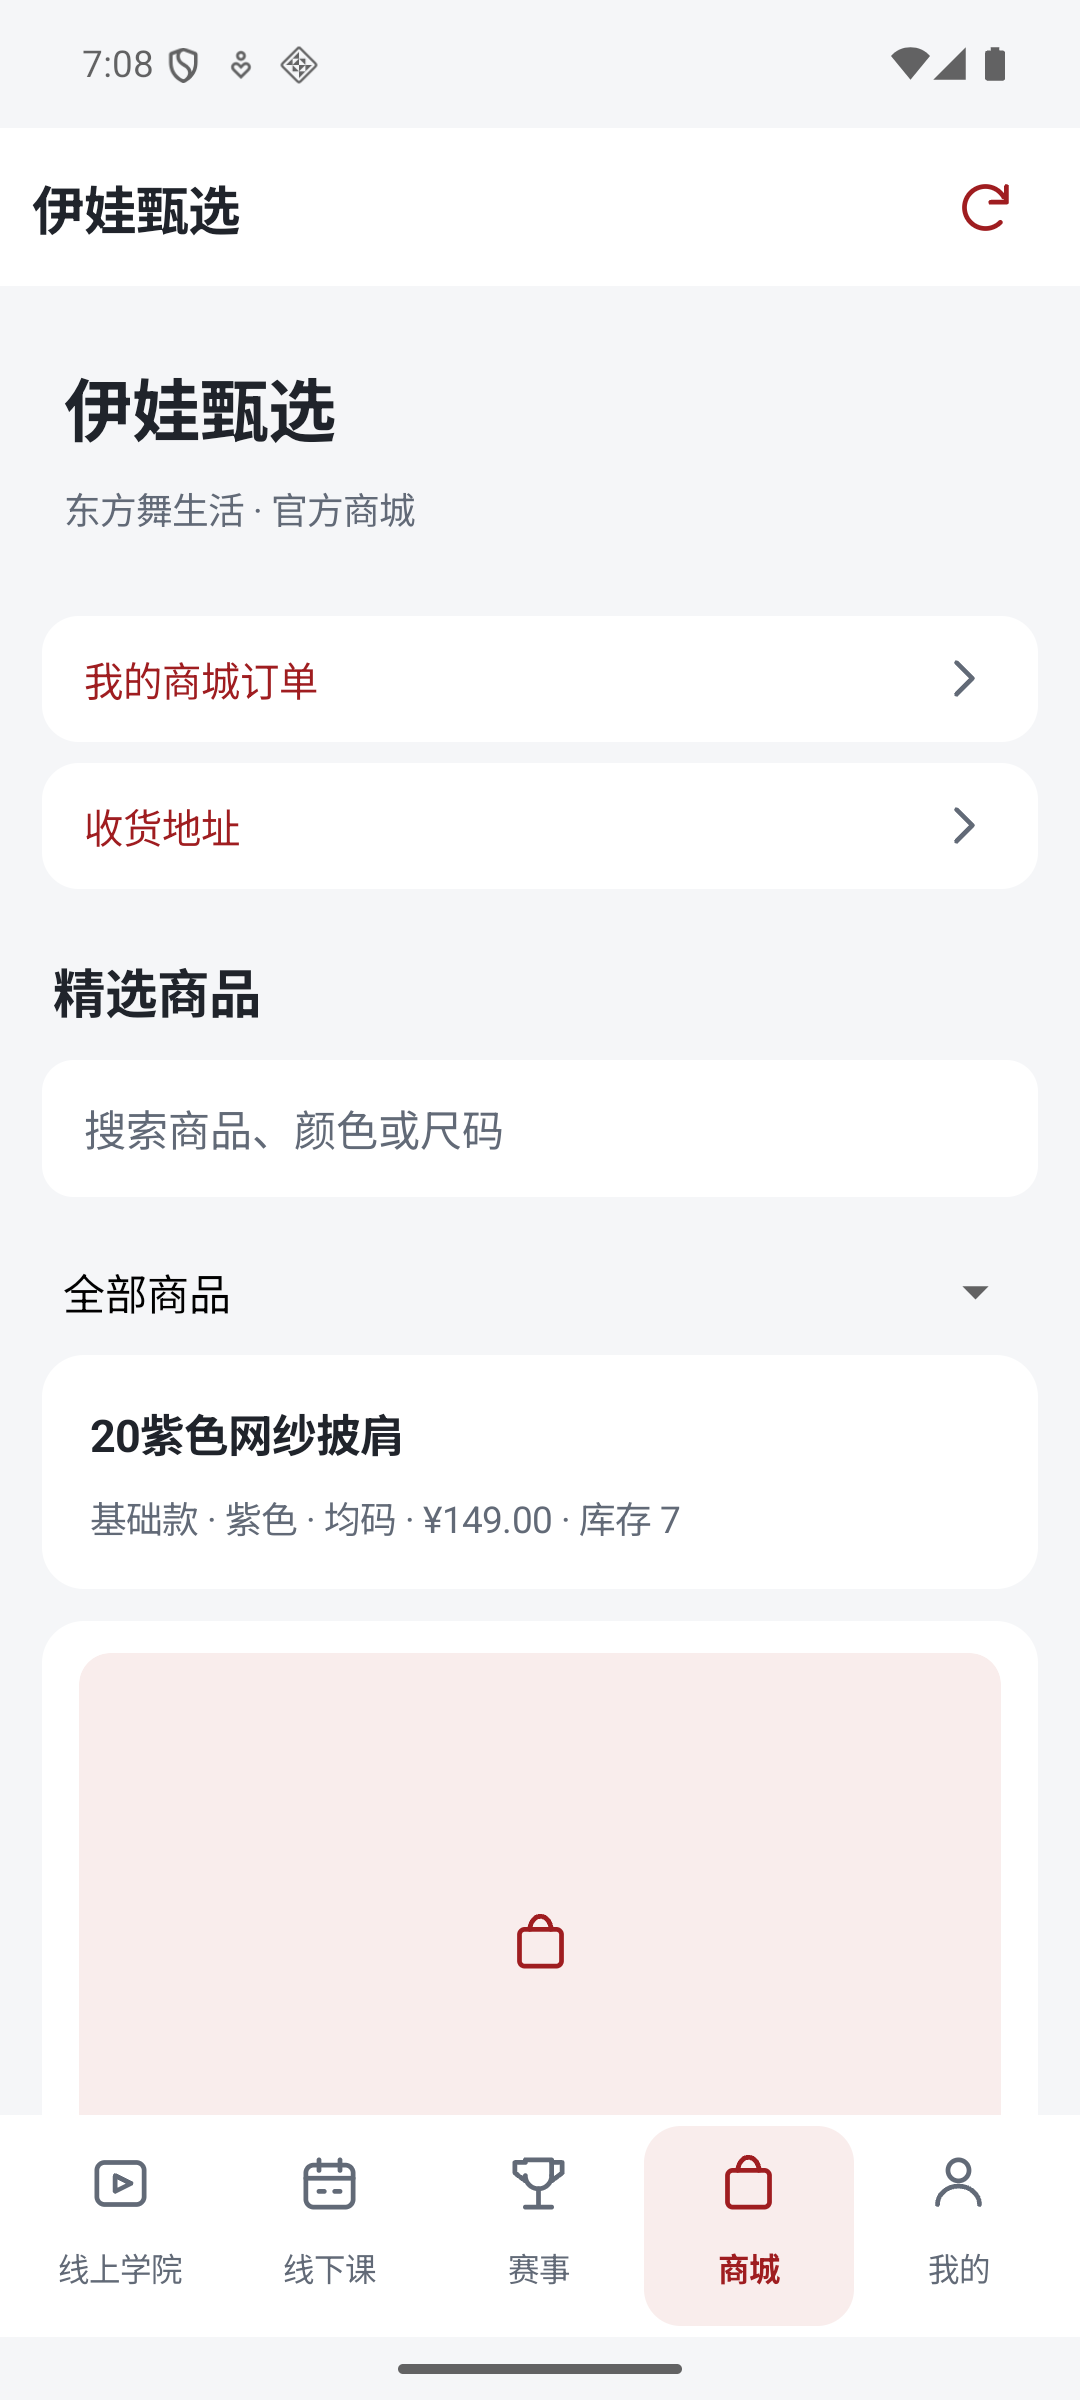 7:08
伊娃甄选
伊娃甄选
东方舞生活 · 官方商城
我的商城订单
收货地址
精选商品
搜索商品、颜色或尺码
全部商品
20紫色网纱披肩
基础款 · 紫色 · 均码 · ¥149.00 · 库存 7
线上学院
线下课
赛事
商城
我的